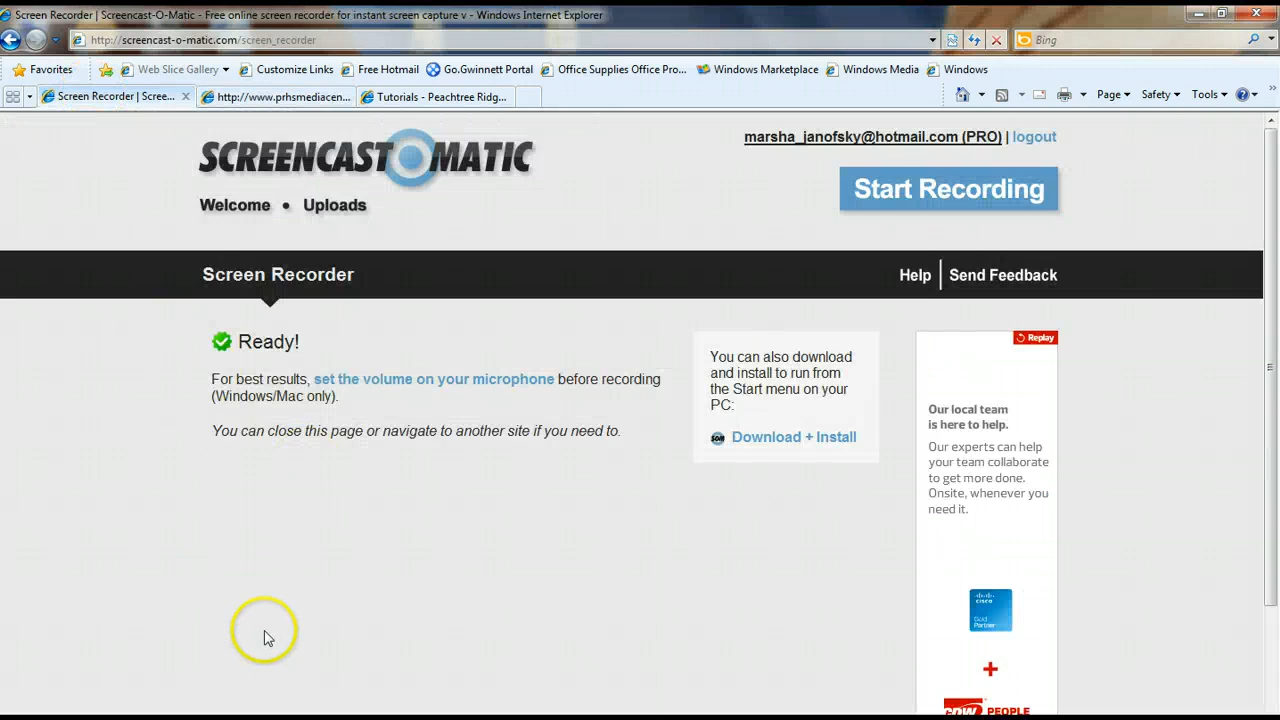 Screen Recorder | Screencast-O-Matic - Free online screen recorder for instant screen capture v - Windows Internet Explorer
http://screencast-o-matic.com/screen_recorder
Bing
Favorites Web Slice Gallery Customize Links Free Hotmail Go.Gwinnett Portal Office Supplies Office Pro... Windows Marketplace Windows Media Windows
Screen Recorder | Scree... http://www.prhsmediacen... Tutorials - Peachtree Ridg... Page Safety Tools
SCREENCAST MATIC
marsha_janofsky@hotmail.com (PRO) | logout
Start Recording
Welcome • Uploads
Screen Recorder
Help Send Feedback
Ready!
For best results, set the volume on your microphone before recording
(Windows/Mac only).
You can close this page or navigate to another site if you need to.
You can also download
and install to run from
the Start menu on your
PC:
SOM Download + Install
Replay
Our local team
is here to help.
Our experts can help
your team collaborate
to get more done.
Onsite, whenever you
need it.
cisco
Gold
Partner
+
CDW PEOPLE